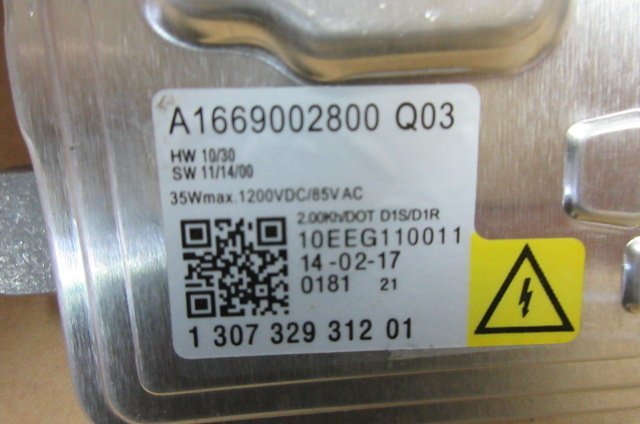 A1669002800 Q03
HW 10/30
SW 11/14/00
35Wmax.1200VDC/85VAC
2.00Kh/DOT D1S/D1R
10EEG110011
14-02-17
0181 21
1 307 329 312 01